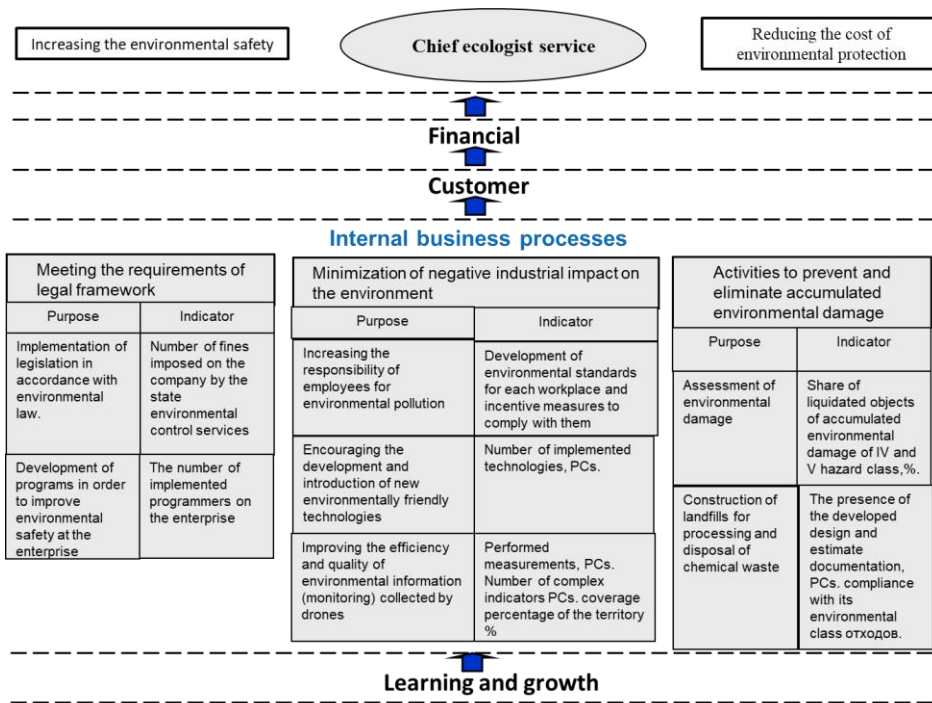 Increasing the environmental safety
Chief ecologist service
Reducing the cost of
environmental protection
Financial
Customer
Internal business processes
Meeting the requirements of
legal framework
Purpose
Indicator
Implementation of
legislation in
accordance with
environmental law.
Number of fines
imposed on the
company by the
state
environmental
control services
Development of
programs in order
to improve
environmental
safety at the
enterprise
The number of
implemented
programmers on
the enterprise
Minimization of negative industrial impact on
the environment
Purpose
Indicator
Increasing the
responsibility of
employees for
environmental pollution
Development of
environmental standards
for each workplace and
incentive measures to
comply with them
Encouraging the
development and
introduction of new
environmentally friendly
technologies
Number of implemented
technologies, PCs.
Improving the efficiency
and quality of
environmental information
(monitoring) collected by
drones
Performed
measurements, PCs.
Number of complex
indicators PCs. coverage
percentage of the territory
%
Activities to prevent and
eliminate accumulated
environmental damage
Purpose
Indicator
Assessment of
environmental
damage
Share of
liquidated objects
of accumulated
environmental
damage of IV and
V hazard class,%.
Construction of
landfills for
processing and
disposal of
chemical waste
The presence of
the developed
design and
estimate
documentation,
PCs. compliance
with its
environmental
class отходов.
Learning and growth